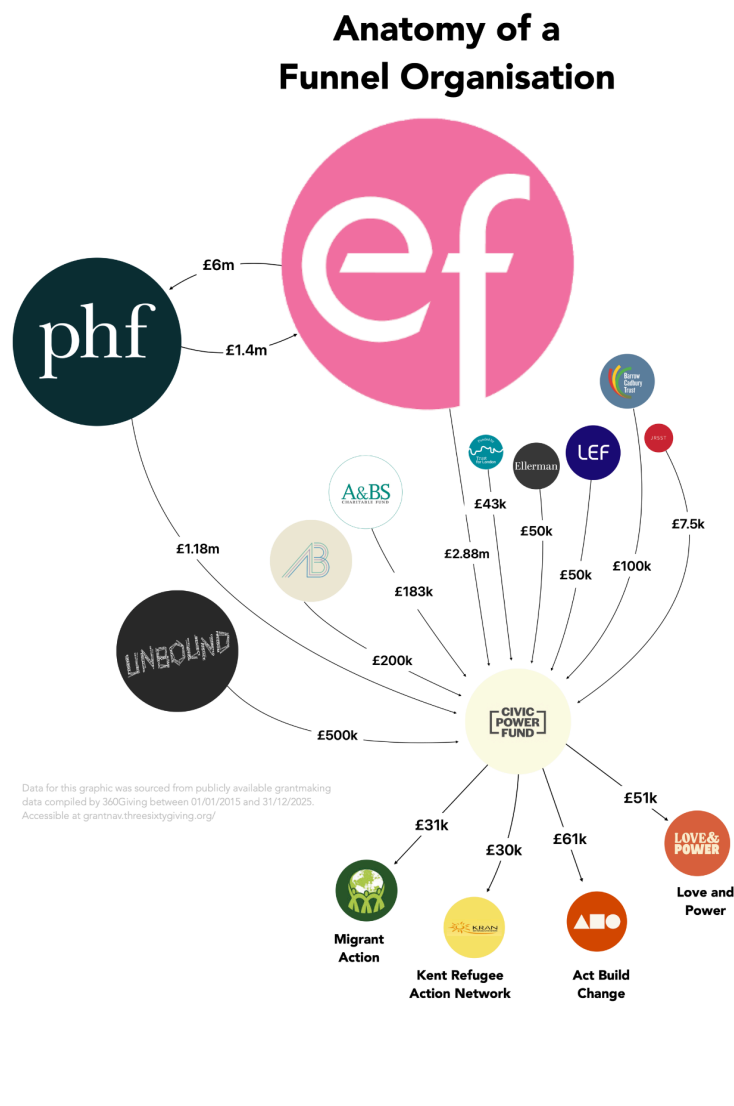 Anatomy of a
Funnel Organisation
ef
£6m
phf
£1.4m
Barrow
Cadbury
Trust
JRSST
Trust
for London
Ellerman
LEF
A&BS
CHARITABLE FUND
£43k
£50k
£7.5k
£1.18m
£2.88m
AB
£50k
£100k
£183k
UNBOUND
£200k
£500k
CIVIC
POWER
FUND
Data for this graphic was sourced from publicly available grantmaking
data compiled by 360Giving between 01/01/2015 and 31/12/2025.
Accessible at grantnav.threesixtygiving.org/
£31k
£30k
£61k
£51k
LOVE&
POWER
Love and
Power
KRAN
Migrant
Action
Kent Refugee
Action Network
Act Build
Change